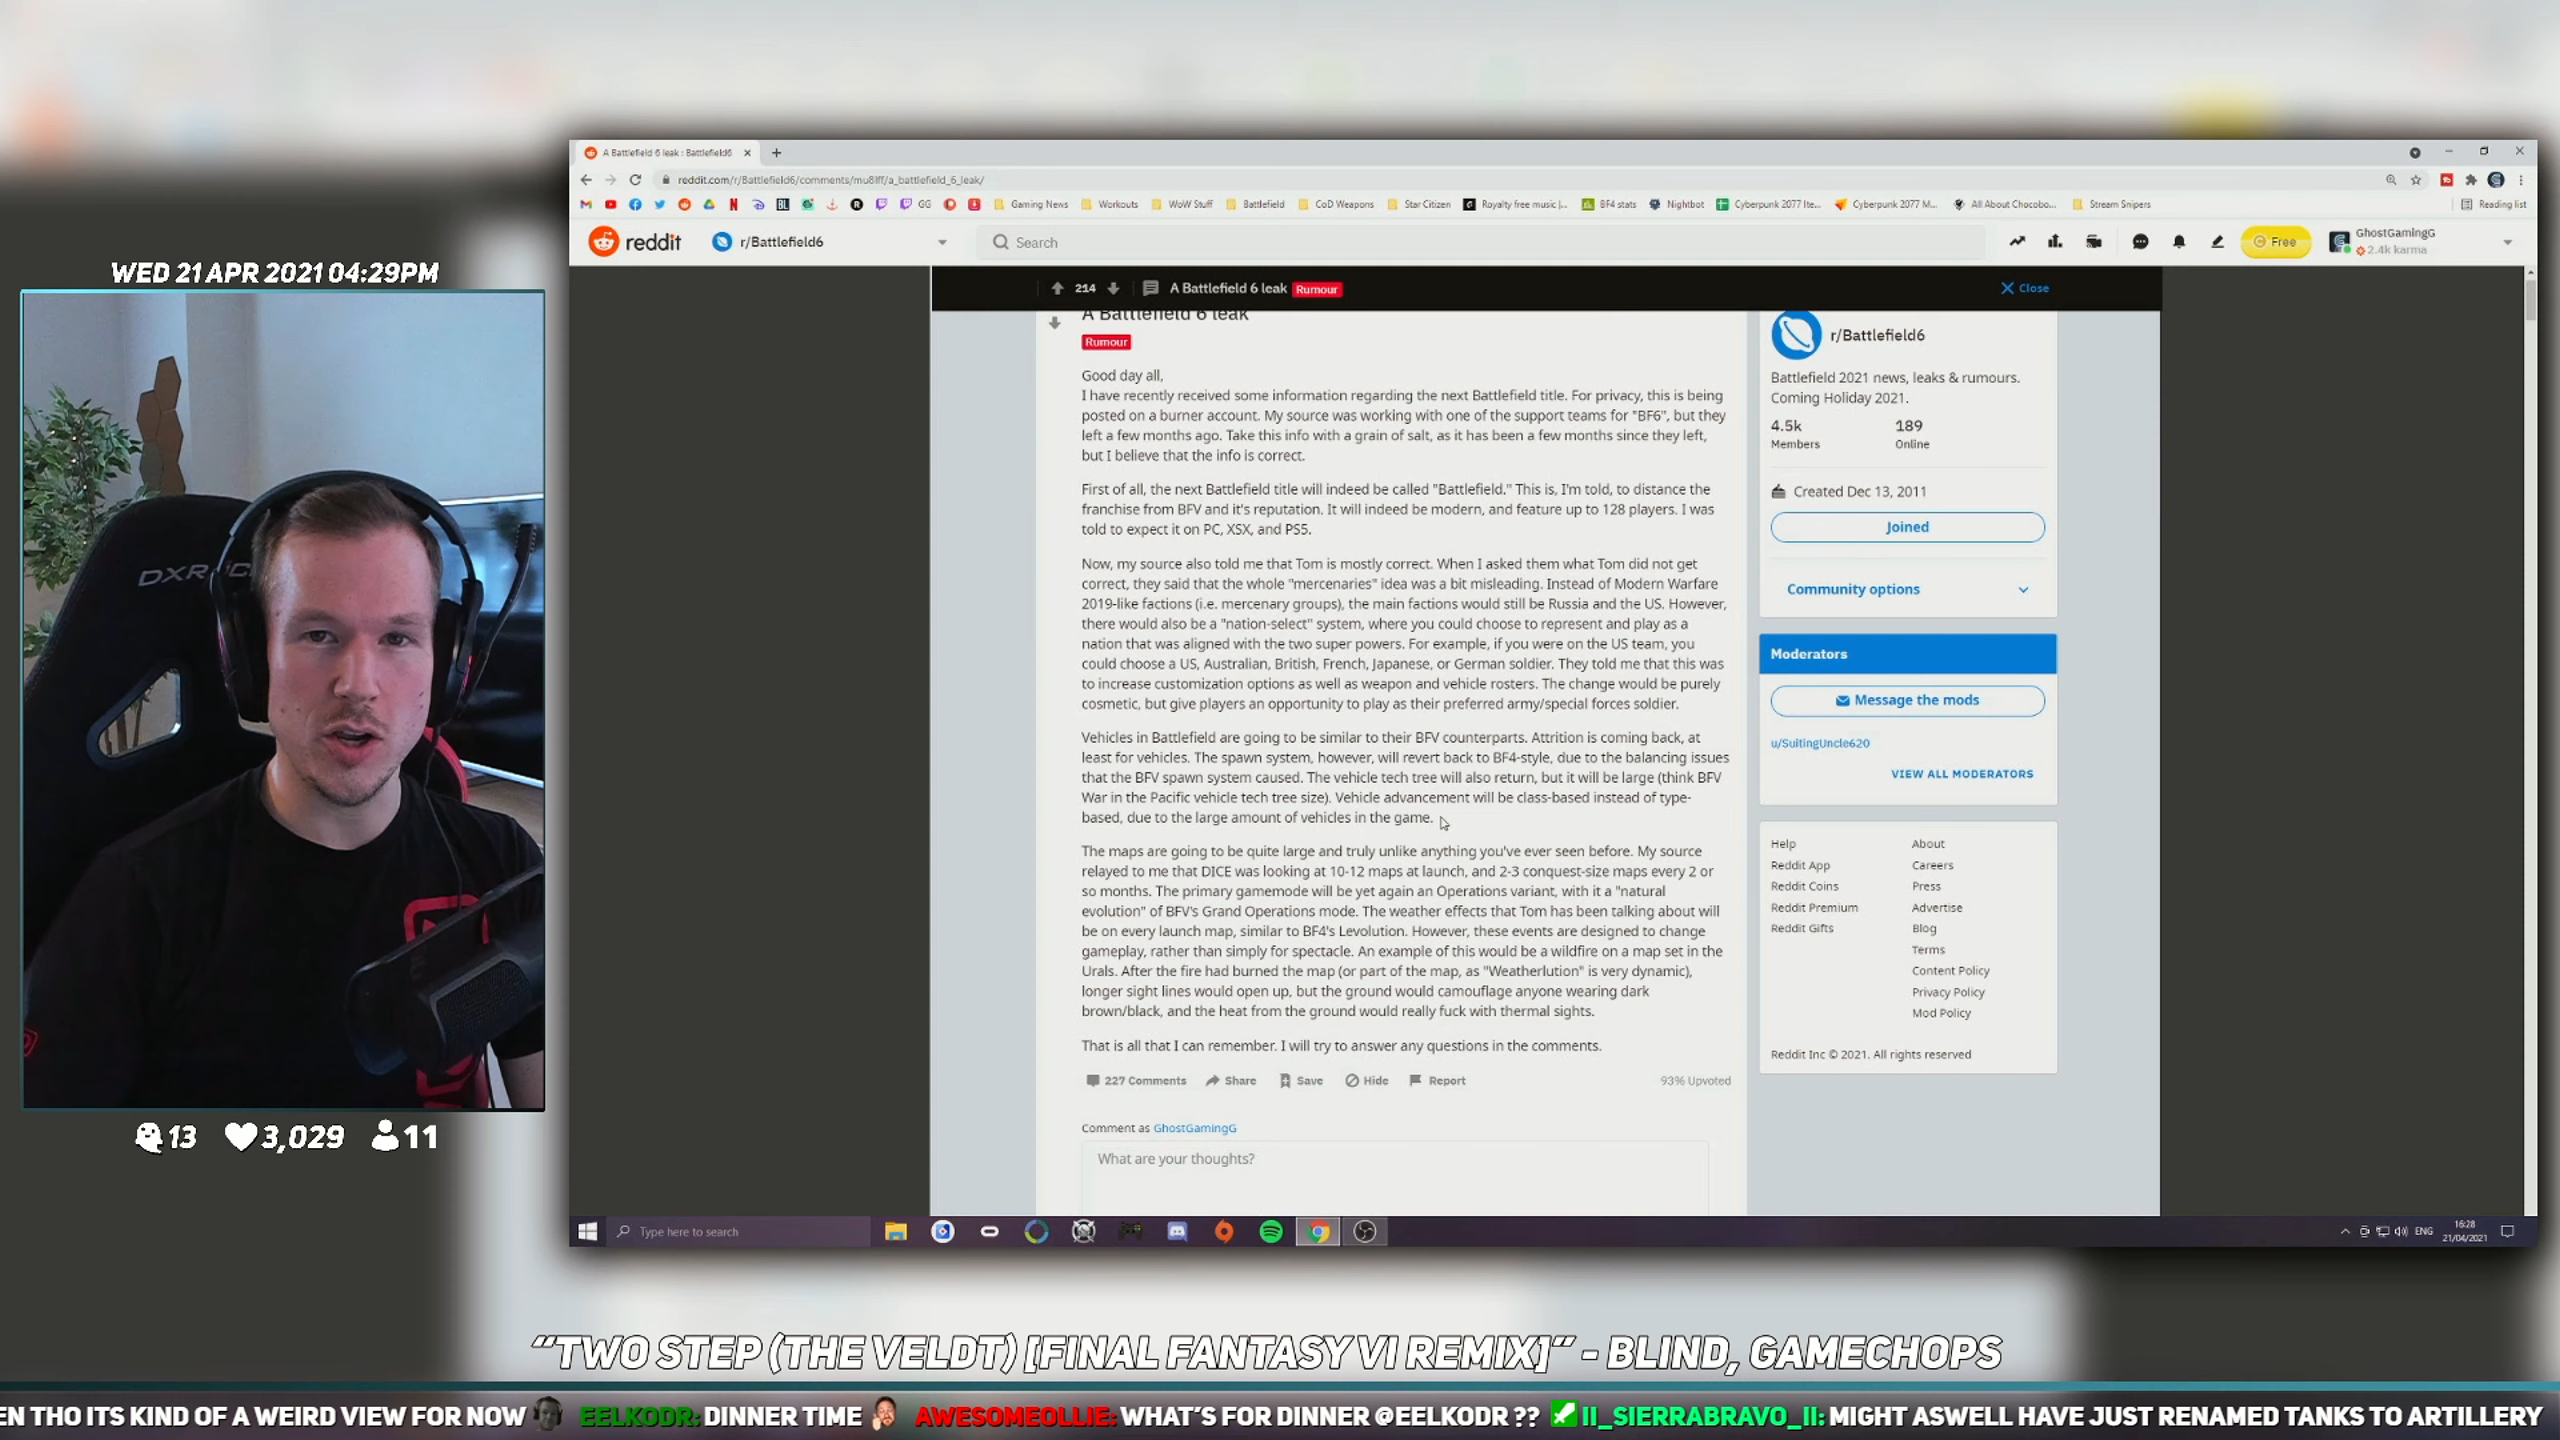 WED 21 APR 2021 04:29PM
DXRACE
13 3,029 11
A Battlefield 6 leak : Battlefield6
reddit.com/r/Battlefield6/comments/mu8lff/a_battlefield_6_leak/
BL GG Gaming News Workouts WoW Stuff Battlefield CoD Weapons Star Citizen Royalty free music |... BF4 stats Nightbot Cyberpunk 2077 Ite... Cyberpunk 2077 M... All About Chocobo... Stream Snipers Reading list
reddit r/Battlefield6 Search Free GhostGamingG
2.4k karma
214 A Battlefield 6 leak Rumour Close
A Battlefield 6 leak
Rumour
Good day all,
I have recently received some information regarding the next Battlefield title. For privacy, this is being
posted on a burner account. My source was working with one of the support teams for "BF6", but they
left a few months ago. Take this info with a grain of salt, as it has been a few months since they left,
but I believe that the info is correct.
First of all, the next Battlefield title will indeed be called "Battlefield." This is, I'm told, to distance the
franchise from BFV and it's reputation. It will indeed be modern, and feature up to 128 players. I was
told to expect it on PC, XSX, and PS5.
Now, my source also told me that Tom is mostly correct. When I asked them what Tom did not get
correct, they said that the whole "mercenaries" idea was a bit misleading. Instead of Modern Warfare
2019-like factions (i.e. mercenary groups), the main factions would still be Russia and the US. However,
there would also be a "nation-select" system, where you could choose to represent and play as a
nation that was aligned with the two super powers. For example, if you were on the US team, you
could choose a US, Australian, British, French, Japanese, or German soldier. They told me that this was
to increase customization options as well as weapon and vehicle rosters. The change would be purely
cosmetic, but give players an opportunity to play as their preferred army/special forces soldier.
Vehicles in Battlefield are going to be similar to their BFV counterparts. Attrition is coming back, at
least for vehicles. The spawn system, however, will revert back to BF4-style, due to the balancing issues
that the BFV spawn system caused. The vehicle tech tree will also return, but it will be large (think BFV
War in the Pacific vehicle tech tree size). Vehicle advancement will be class-based instead of type-
based, due to the large amount of vehicles in the game.
The maps are going to be quite large and truly unlike anything you've ever seen before. My source
relayed to me that DICE was looking at 10-12 maps at launch, and 2-3 conquest-size maps every 2 or
so months. The primary gamemode will be yet again an Operations variant, with it a "natural
evolution" of BFV's Grand Operations mode. The weather effects that Tom has been talking about will
be on every launch map, similar to BF4's Levolution. However, these events are designed to change
gameplay, rather than simply for spectacle. An example of this would be a wildfire on a map set in the
Urals. After the fire had burned the map (or part of the map, as "Weatherlution" is very dynamic),
longer sight lines would open up, but the ground would camouflage anyone wearing dark
brown/black, and the heat from the ground would really fuck with thermal sights.
That is all that I can remember. I will try to answer any questions in the comments.
227 Comments Share Save Hide Report 93% Upvoted
Comment as GhostGamingG
What are your thoughts?
r/Battlefield6
Battlefield 2021 news, leaks & rumours.
Coming Holiday 2021.
4.5k 189
Members Online
Created Dec 13, 2011
Joined
Community options
Moderators
Message the mods
u/SuitingUncle620
VIEW ALL MODERATORS
Help About
Reddit App Careers
Reddit Coins Press
Reddit Premium Advertise
Reddit Gifts Blog
Terms
Content Policy
Privacy Policy
Mod Policy
Reddit Inc © 2021. All rights reserved
Type here to search ENG 16:28
21/04/2021
"TWO STEP (THE VELDT) [FINAL FANTASY VI REMIX]" - BLIND, GAMECHOPS
EN THO ITS KIND OF A WEIRD VIEW FOR NOW EELKODR: DINNER TIME AWESOMEOLLIE: WHAT'S FOR DINNER @EELKODR ?? II_SIERRABRAVO_II: MIGHT ASWELL HAVE JUST RENAMED TANKS TO ARTILLERY